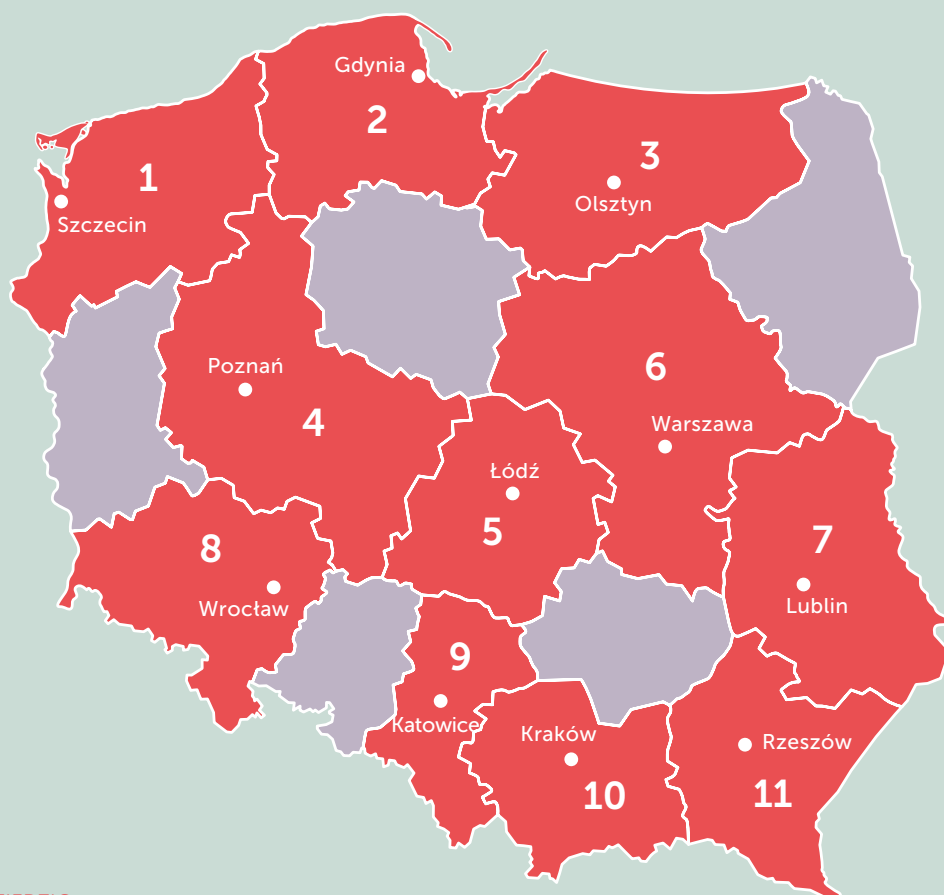 Gdynia
2
1
3
Szczecin
Olsztyn
Poznań
6
4
Warszawa
Łódź
5
8
7
Wrocław
Lublin
9
Katowice
Kraków
Rzeszów
10
11